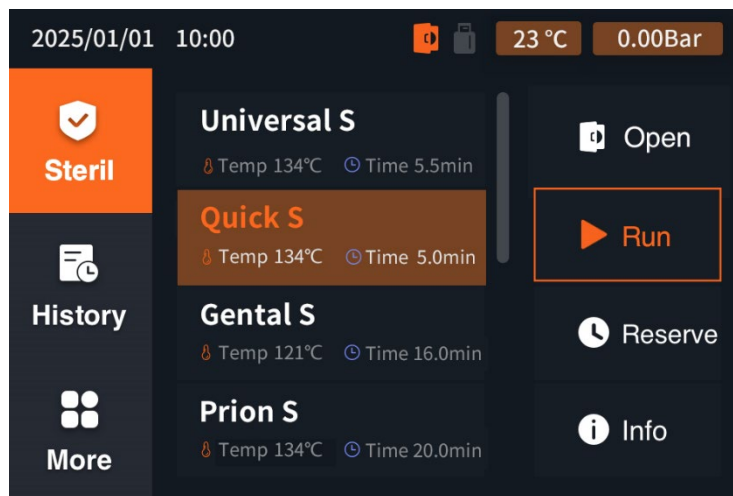 2025/01/01 10:00 23 ℃ 0.00Bar
Steril
History
More
Universal S
Temp 134℃ Time 5.5min
Quick S
Temp 134℃ Time 5.0min
Gental S
Temp 121℃ Time 16.0min
Prion S
Temp 134℃ Time 20.0min
Open
Run
Reserve
Info